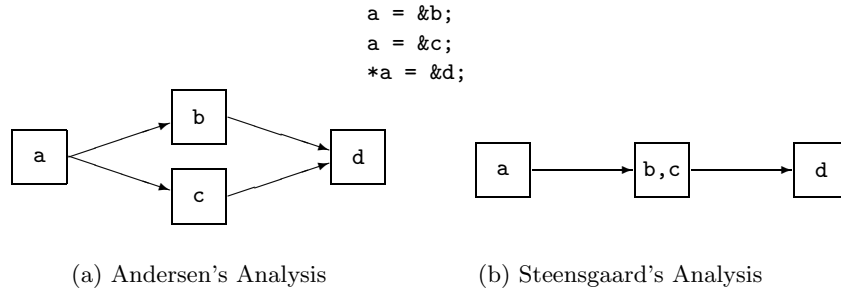 a = &b;
a = &c;
*a = &d;
a
b
c
d
a
b,c
d
(a) Andersen's Analysis
(b) Steensgaard's Analysis